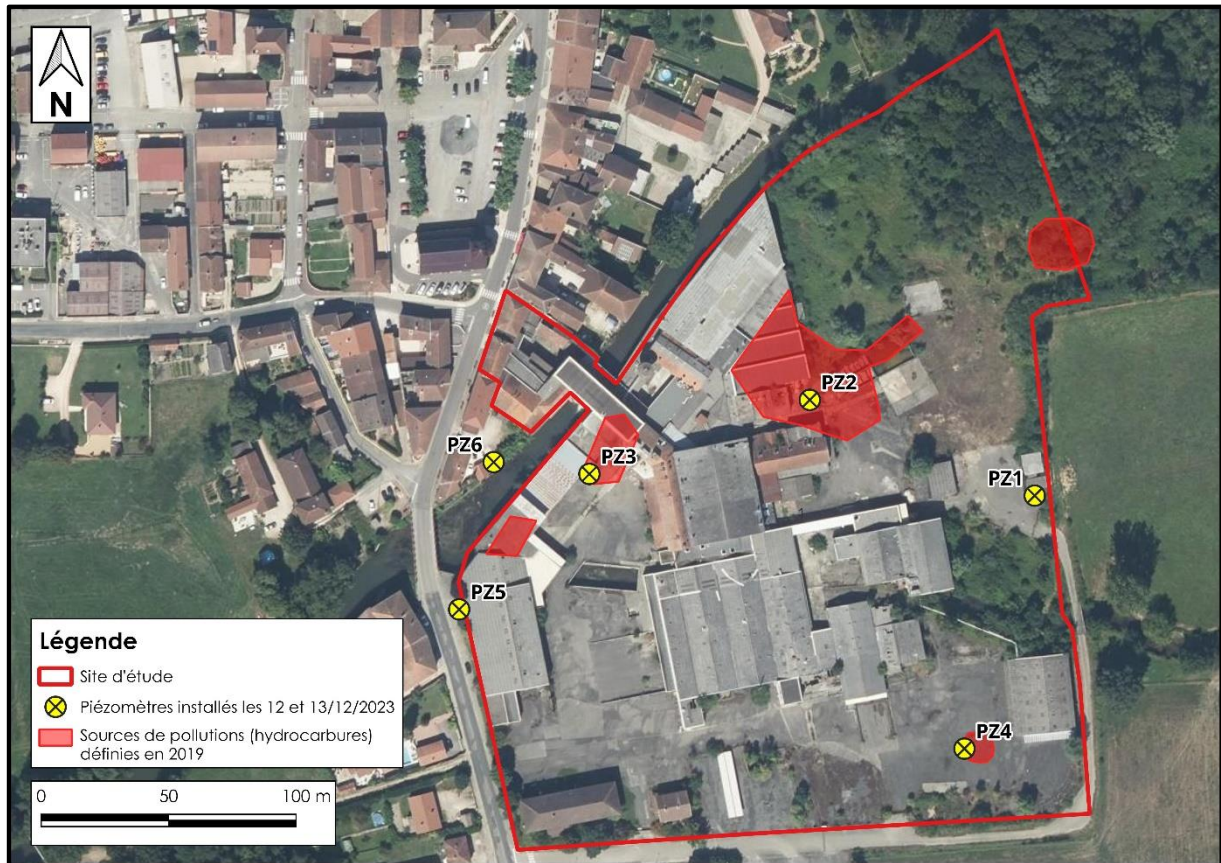 N
PZ2
PZ6
PZ3
PZ1
PZ5
PZ4
Légende
Site d'étude
Piézomètres installés les 12 et 13/12/2023
Sources de pollutions (hydrocarbures)
définies en 2019
0 50 100 m